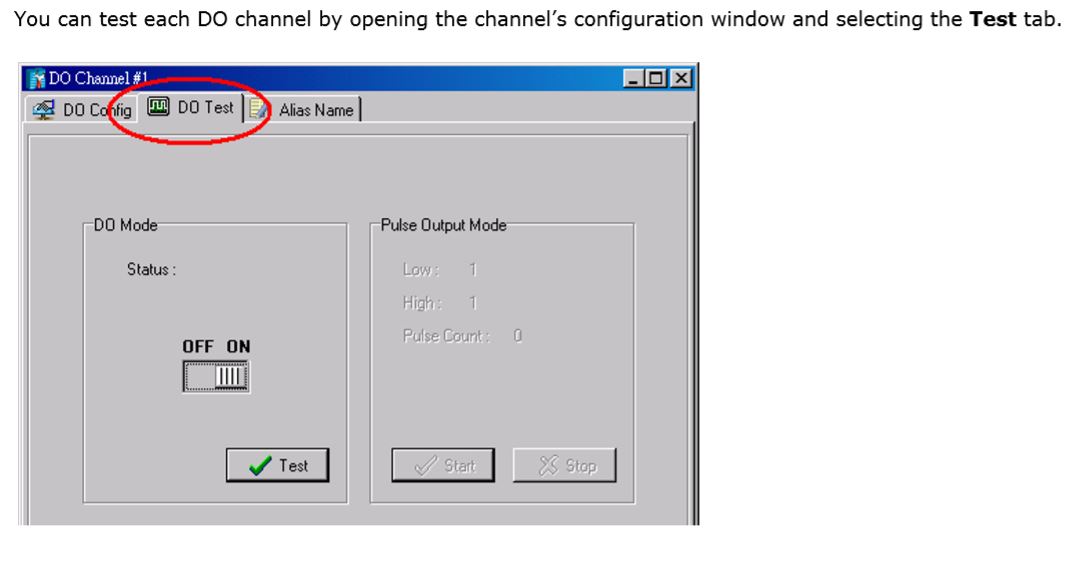 You can test each DO channel by opening the channel’s configuration window and selecting the Test tab.
DO Channel #1
DO Config DO Test Alias Name
DO Mode
Status :
OFF ON
Test
Pulse Output Mode
Low : 1
High : 1
Pulse Count : 0
Start Stop